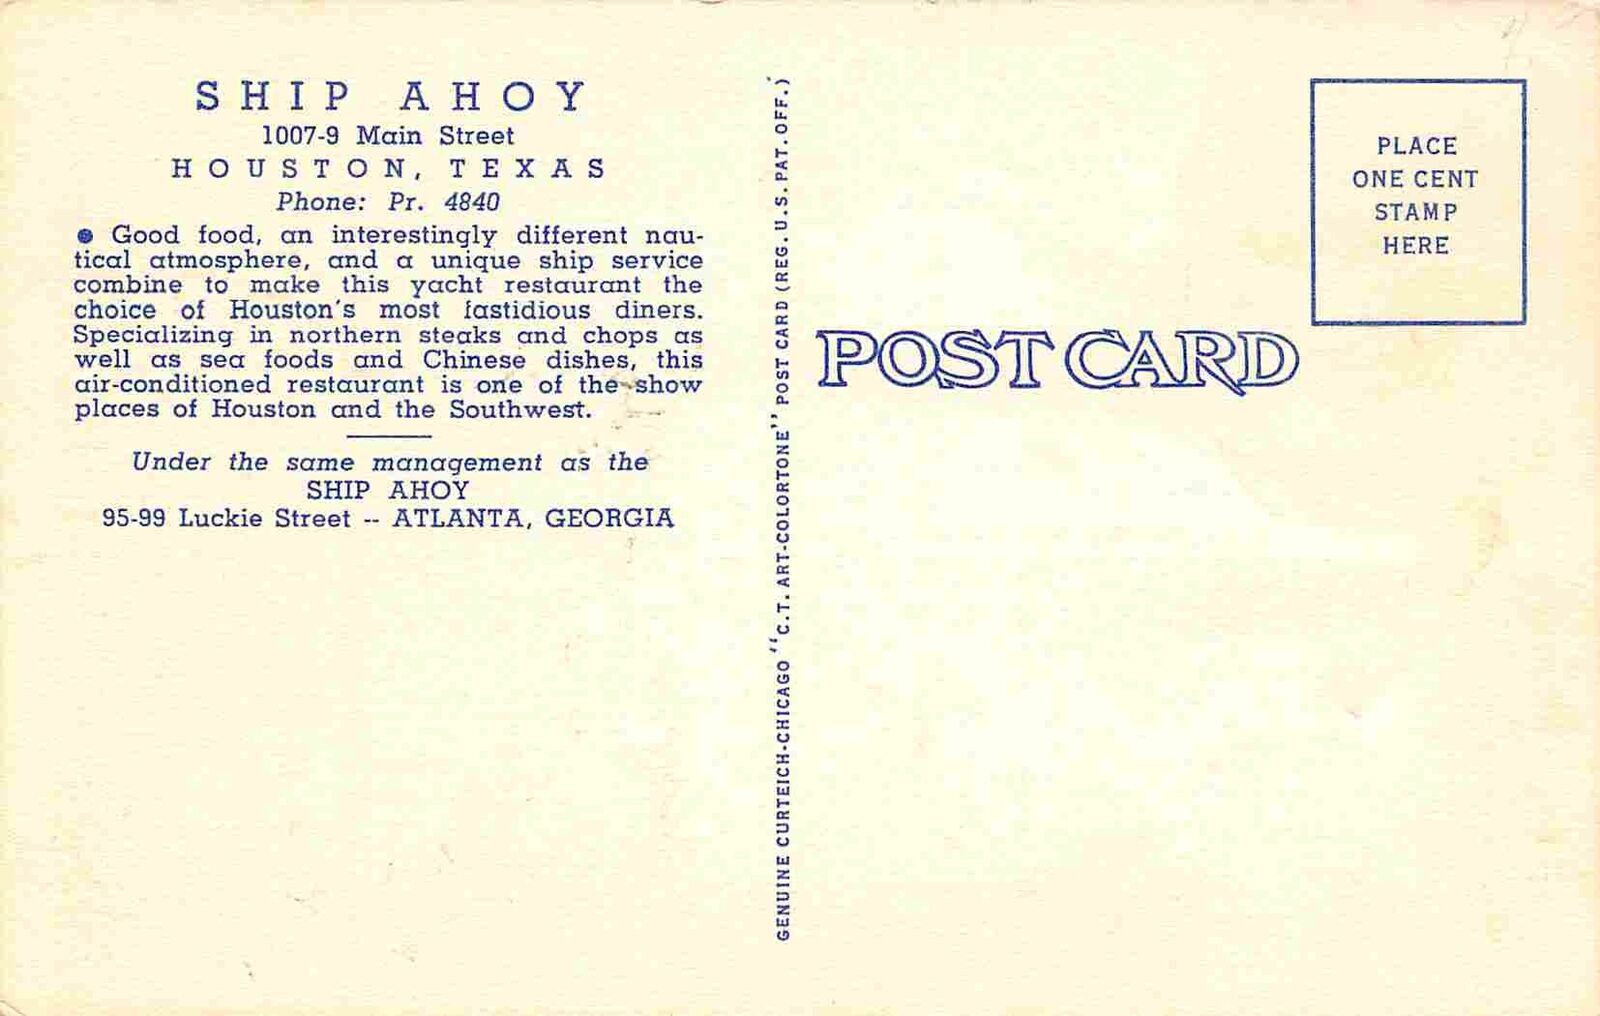 SHIP AHOY
1007-9 Main Street
HOUSTON, TEXAS
Phone: Pr. 4840
● Good food, an interestingly different nau-
tical atmosphere, and a unique ship service
combine to make this yacht restaurant the
choice of Houston's most fastidious diners.
Specializing in northern steaks and chops as
well as sea foods and Chinese dishes, this
air-conditioned restaurant is one of the show
places of Houston and the Southwest.
Under the same management as the
SHIP AHOY
95-99 Luckie Street -- ATLANTA, GEORGIA
GENUINE CURTEICH-CHICAGO "C.T. ART-COLORTONE" POST CARD (REG. U.S. PAT. OFF.)
POST CARD
PLACE
ONE CENT
STAMP
HERE